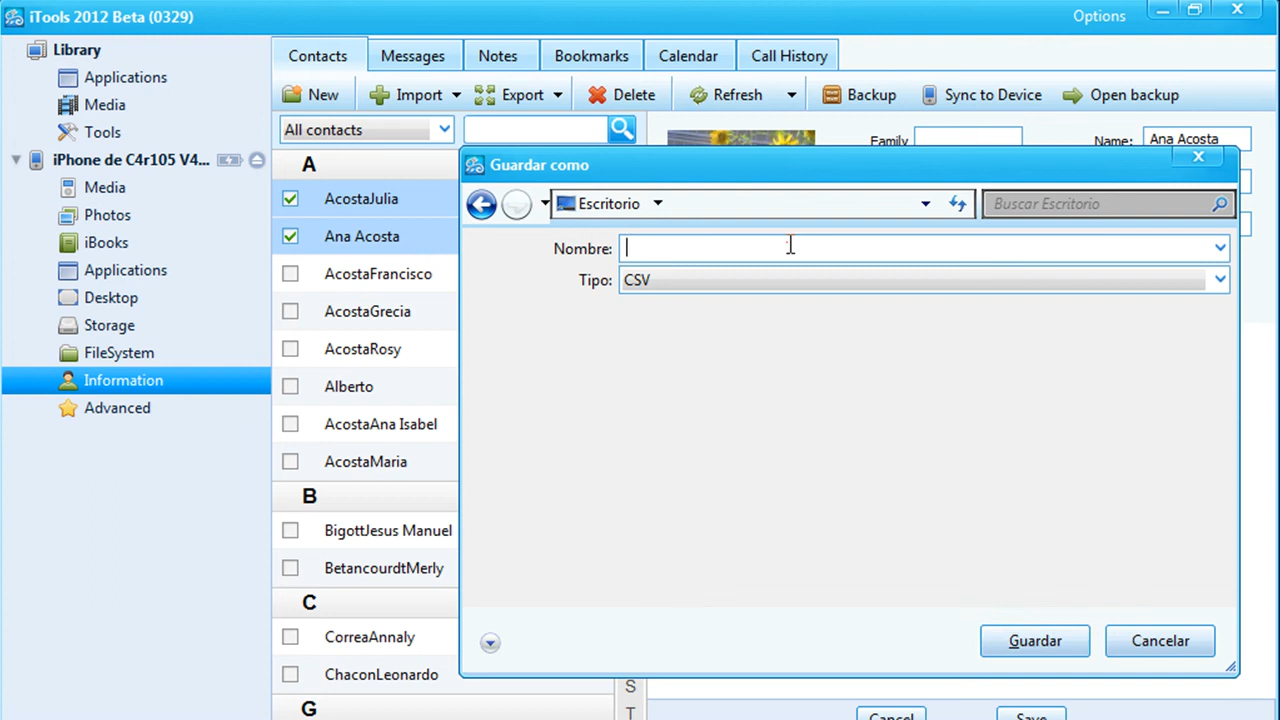 iTools 2012 Beta (0329)
Options
Library
Applications
Media
Tools
iPhone de C4r105 V4...
Media
Photos
iBooks
Applications
Desktop
Storage
FileSystem
Information
Advanced
Contacts Messages Notes Bookmarks Calendar Call History
New Import Export Delete Refresh Backup Sync to Device Open backup
All contacts
Family
Name: Ana Acosta
A
AcostaJulia
Ana Acosta
AcostaFrancisco
AcostaGrecia
AcostaRosy
Alberto
AcostaAna Isabel
AcostaMaria
B
BigottJesus Manuel
BetancourdtMerly
C
CorreaAnnaly
ChaconLeonardo
G
S
T
Guardar como
Escritorio
Buscar Escritorio
Nombre:
Tipo: CSV
Guardar Cancelar
Cancel Save